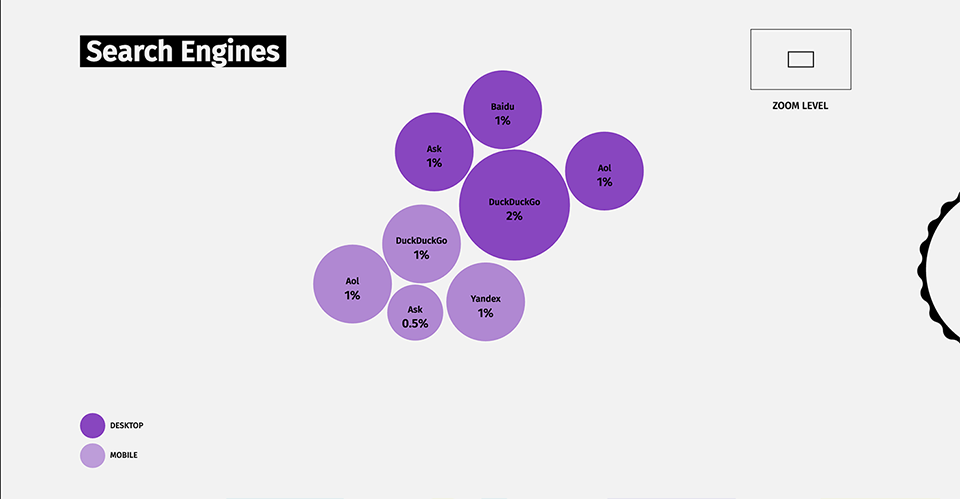 Search Engines
ZOOM LEVEL
Baidu
1%
Ask
1%
Aol
1%
DuckDuckGo
2%
DuckDuckGo
1%
Aol
1%
Ask
0.5%
Yandex
1%
DESKTOP
MOBILE